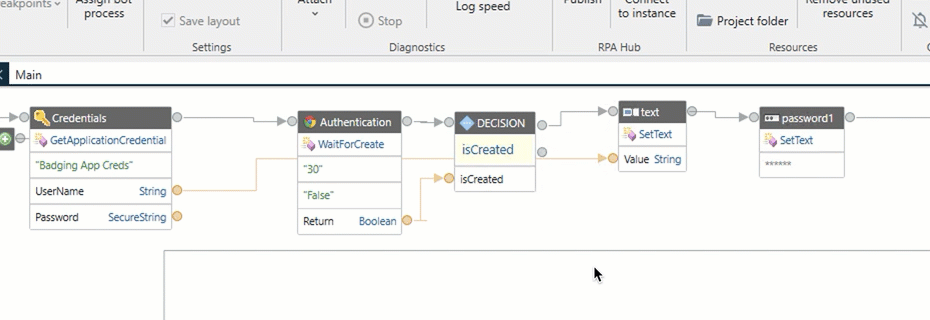 Assign bot
Attach
Log speed
Publish
Connect
Remove unused
eakpoints
process
Save layout
Stop
to instance
Project folder
resources
Settings
Diagnostics
RPA Hub
Resources
Main
Credentials
GetApplicationCredential
"Badging App Creds"
UserName String
Password SecureString
Authentication
WaitForCreate
"30"
"False"
Return Boolean
DECISION
isCreated
isCreated
text
SetText
Value String
password1
SetText
******